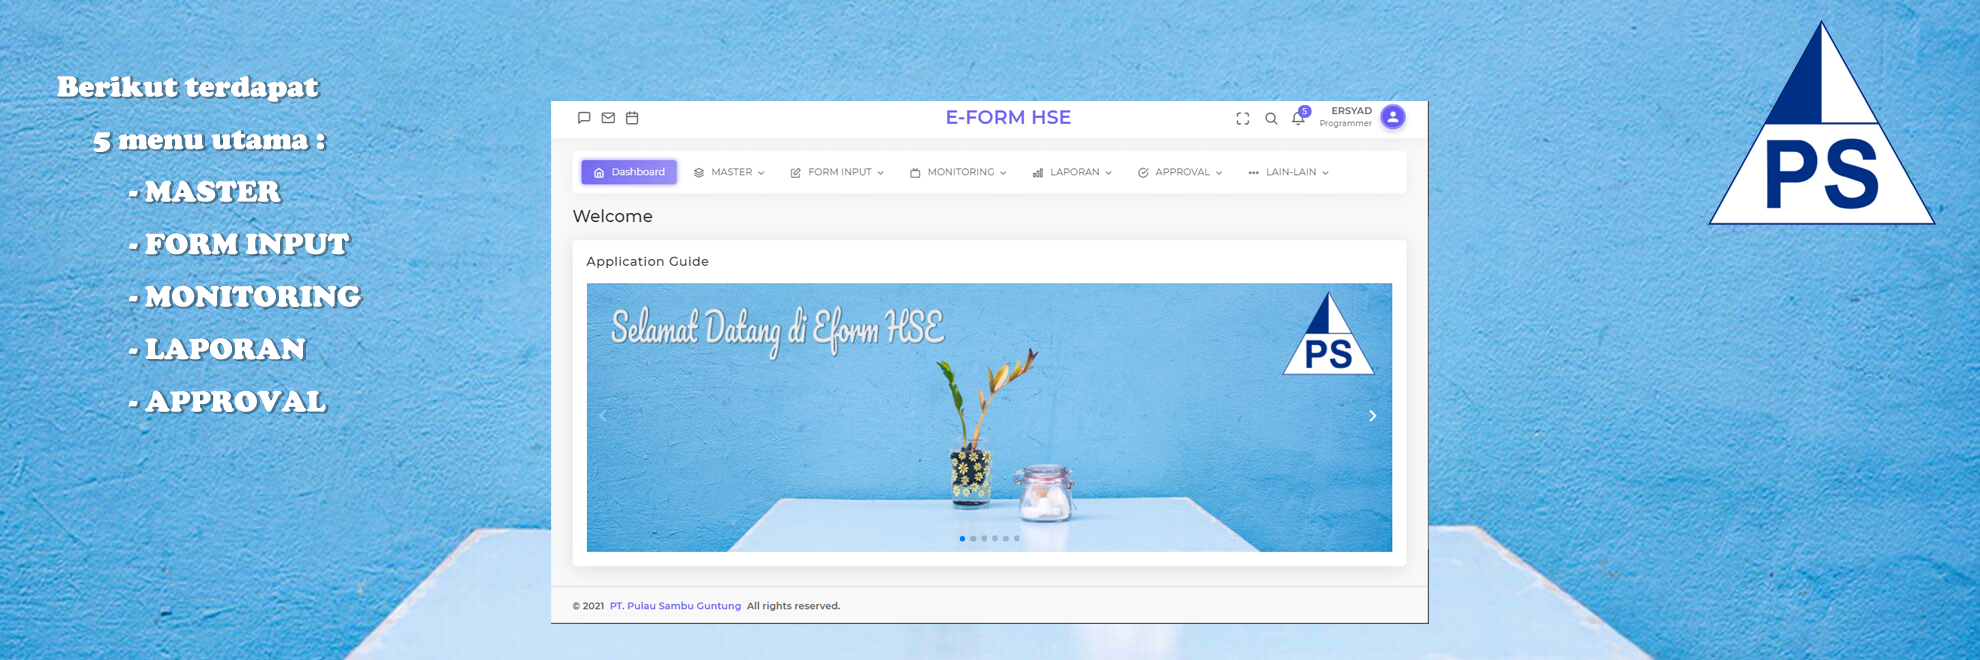 Berikut terdapat
5 menu utama :
- MASTER
- FORM INPUT
- MONITORING
- LAPORAN
- APPROVAL
E-FORM HSE
5
ERSYAD
Programmer
Dashboard MASTER FORM INPUT MONITORING LAPORAN APPROVAL LAIN-LAIN
Welcome
Application Guide
Selamat Datang di Eform HSE
PS
© 2021 PT. Pulau Sambu Guntung All rights reserved.
PS